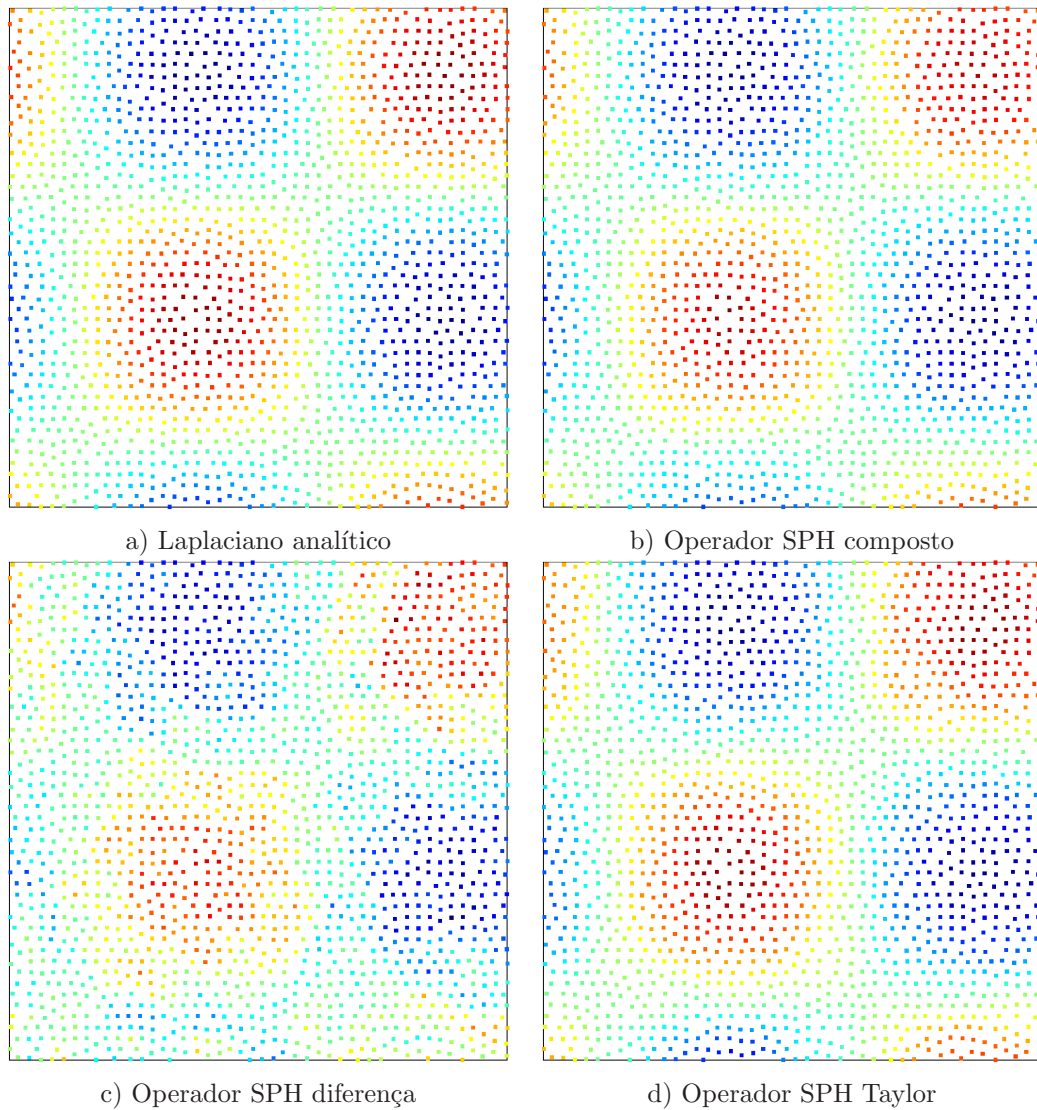 a) Laplaciano analítico
b) Operador SPH composto
c) Operador SPH diferença
d) Operador SPH Taylor